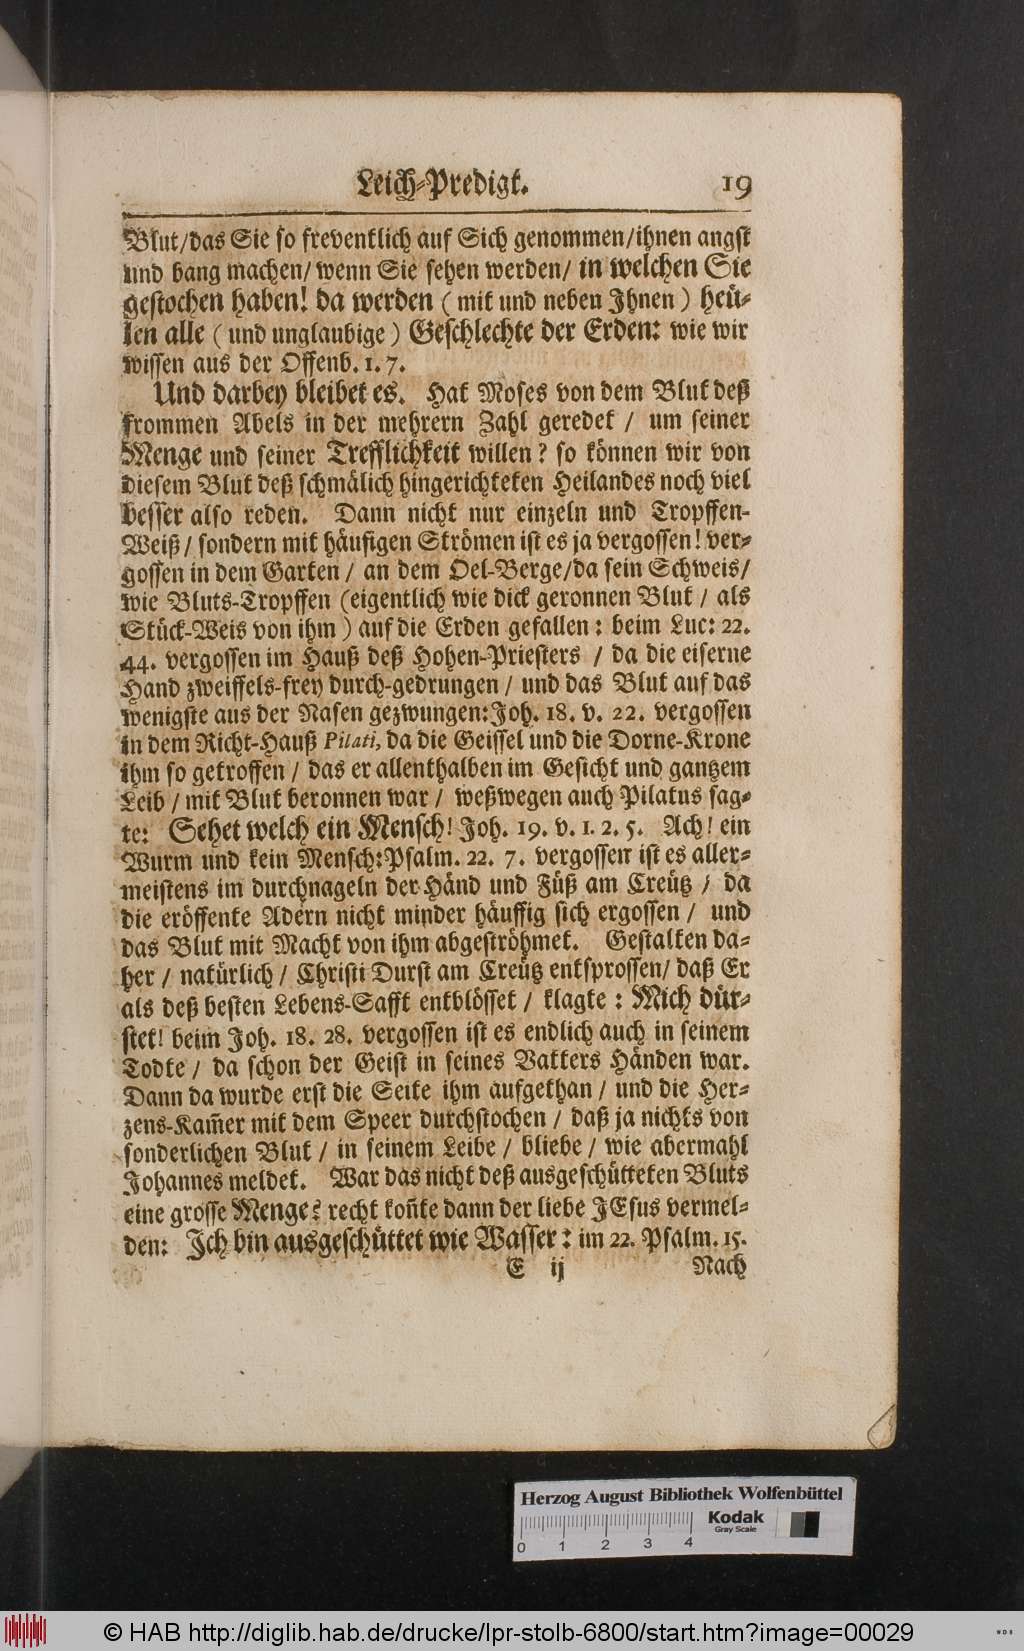 Leich-Predigt. 19
Blut/das Sie so freventlich auf Sich genommen/ihnen angst
und bang machen/ wenn Sie sehen werden/ in welchen Sie
gestochen haben! da werden ( mit und neben Ihnen ) heü-
len alle ( und unglaubige ) Geschlechte der Erden: wie wir
wissen aus der Offenb. 1. 7.
Und darbey bleibet es. Hat Moses von dem Blut deß
frommen Abels in der mehrern Zahl geredet / um seiner
Menge und seiner Trefflichkeit willen? so können wir von
diesem Blut deß schmälich hingerichteten Heilandes noch viel
besser also reden. Dann nicht nur einzeln und Tropffen-
Weiß / sondern mit häufigen Strömen ist es ja vergossen! ver-
gossen in dem Garten / an dem Oel-Berge/da sein Schweis/
wie Bluts-Tropffen (eigentlich wie dick geronnen Blut / als
Stück-Weis von ihm ) auf die Erden gefallen: beim Luc: 22.
44. vergossen im Hauß deß Hohen-Priesters / da die eiserne
Hand zweiffels-frey durch-gedrungen / und das Blut auf das
wenigste aus der Nasen gezwungen: Joh. 18. v. 22. vergossen
in dem Richt-Hauß Pilati, da die Geissel und die Dorne-Krone
ihm so getroffen / das er allenthalben im Gesicht und gantzem
Leib / mit Blut beronnen war / weßwegen auch Pilatus sag-
te: Sehet welch ein Mensch! Joh. 19. v. 1. 2. 5. Ach! ein
Wurm und kein Mensch: Psalm. 22. 7. vergossen ist es aller-
meistens im durchnageln der Händ und Füß am Creütz / da
die eröffente Adern nicht minder häuffig sich ergossen / und
das Blut mit Macht von ihm abgeströhmet. Gestalten da-
her / natürlich / Christi Durst am Creütz entsprossen/ daß Er
als deß besten Lebens-Safft entblösset / klagte: Mich dür-
stet! beim Joh. 18. 28. vergossen ist es endlich auch in seinem
Todte / da schon der Geist in seines Vatters Händen war.
Dann da wurde erst die Seite ihm aufgethan / und die Her-
zens-Kam̃er mit dem Speer durchstochen / daß ja nichts von
sonderlichen Blut / in seinem Leibe / bliebe / wie abermahl
Johannes meldet. War das nicht deß ausgeschütteten Bluts
eine grosse Menge? recht kon̄te dann der liebe JEsus vermel-
den: Ich bin ausgeschüttet wie Wasser: im 22. Psalm. 15.
E ij Nach
Herzog August Bibliothek Wolfenbüttel
Kodak
Gray Scale
0 1 2 3 4
© HAB http://diglib.hab.de/drucke/lpr-stolb-6800/start.htm?image=00029